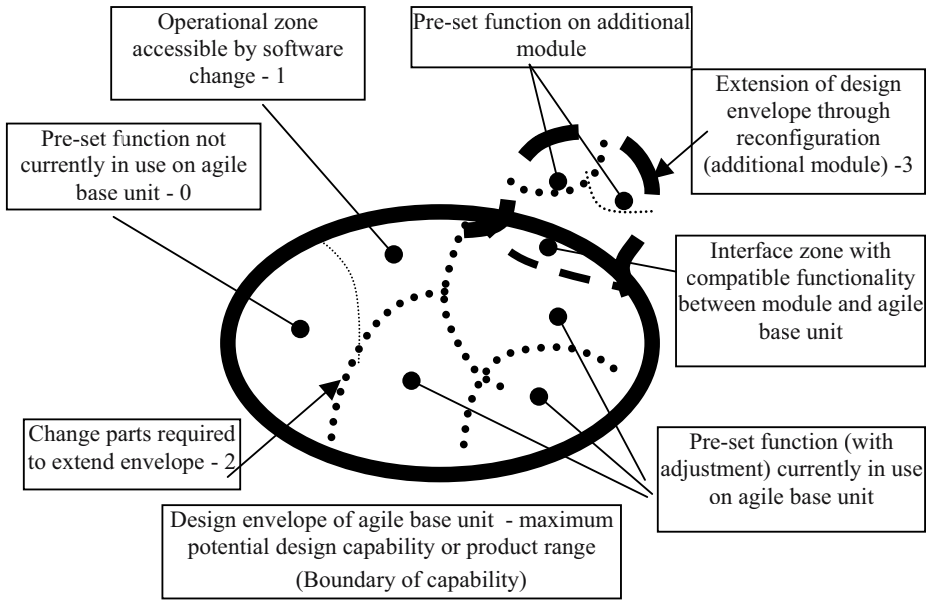 Operational zone
accessible by software
change - 1
Pre-set function on additional
module
Extension of design
envelope through
reconfiguration
(additional module) -3
Pre-set function not
currently in use on agile
base unit - 0
Interface zone with
compatible functionality
between module and agile
base unit
Change parts required
to extend envelope - 2
Pre-set function (with
adjustment) currently in use
on agile base unit
Design envelope of agile base unit - maximum
potential design capability or product range
(Boundary of capability)